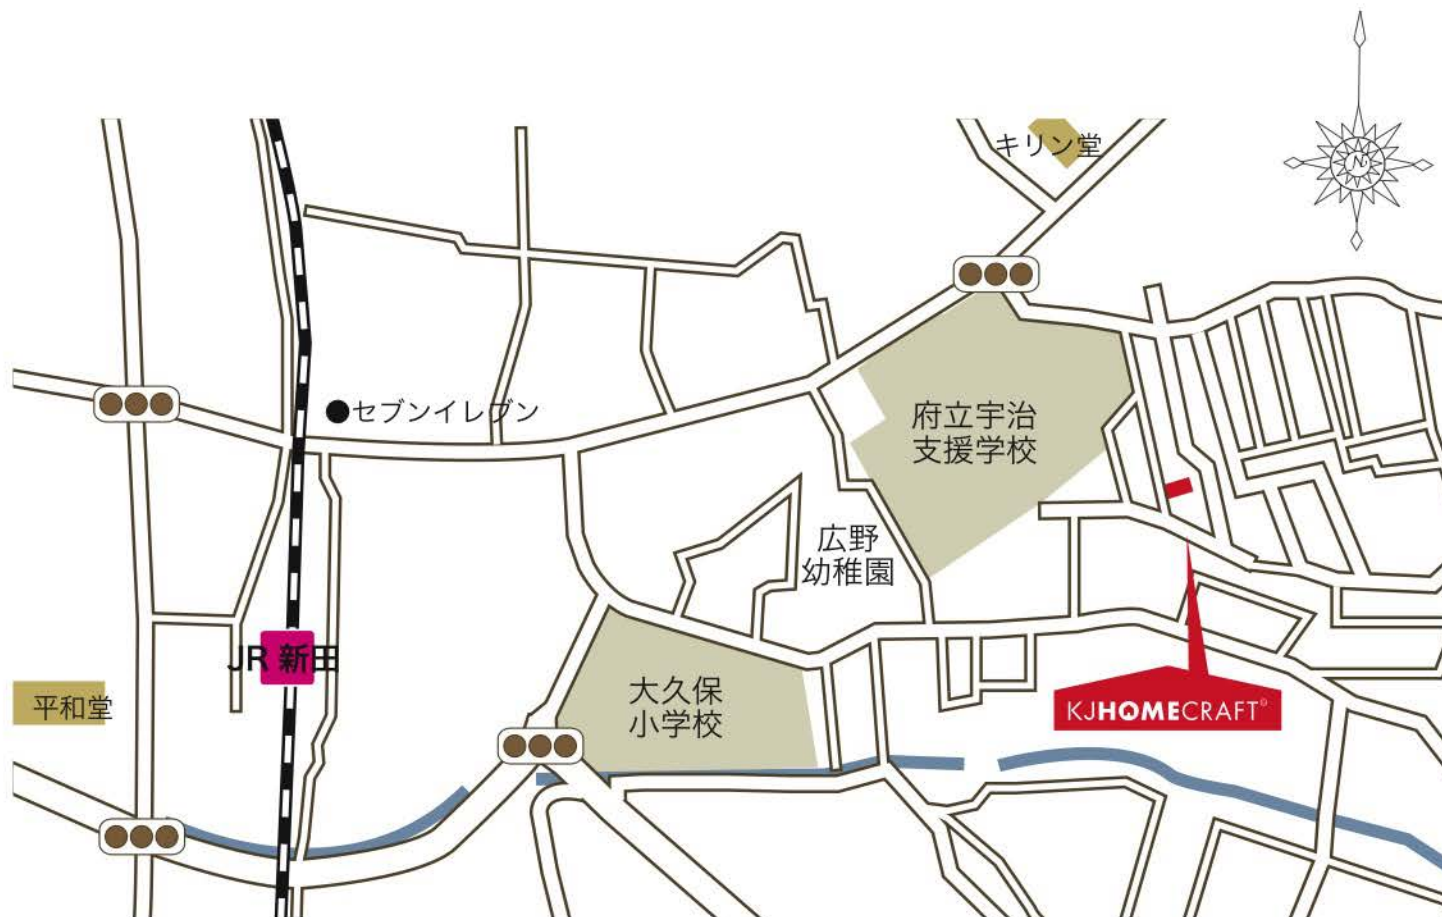 キリン堂
セブンイレブン
府立宇治
支援学校
広野
幼稚園
JR 新田
大久保
小学校
平和堂
KJHOMECRAFT®
N